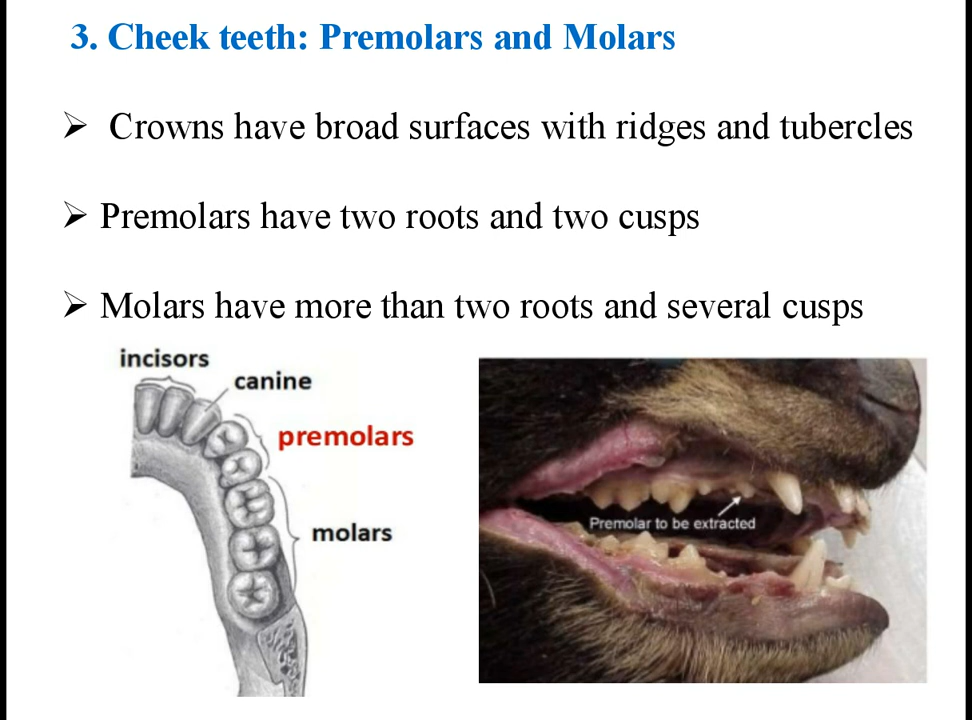 3. Cheek teeth: Premolars and Molars
➢ Crowns have broad surfaces with ridges and tubercles
➢ Premolars have two roots and two cusps
➢ Molars have more than two roots and several cusps
incisors
canine
premolars
molars
Premolar to be extracted